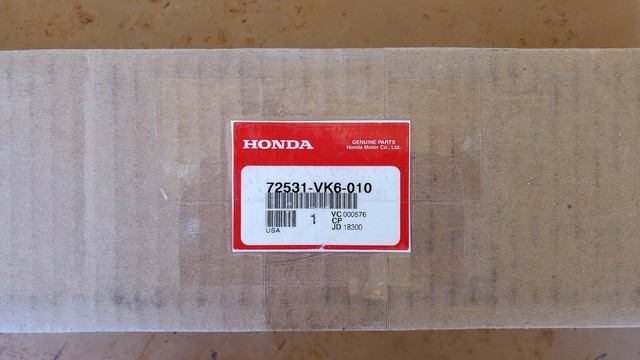 HONDA
GENUINE PARTS
Honda Motor Co., Ltd.
72531-VK6-010
1
VC 000576
CP
JD 18300
USA